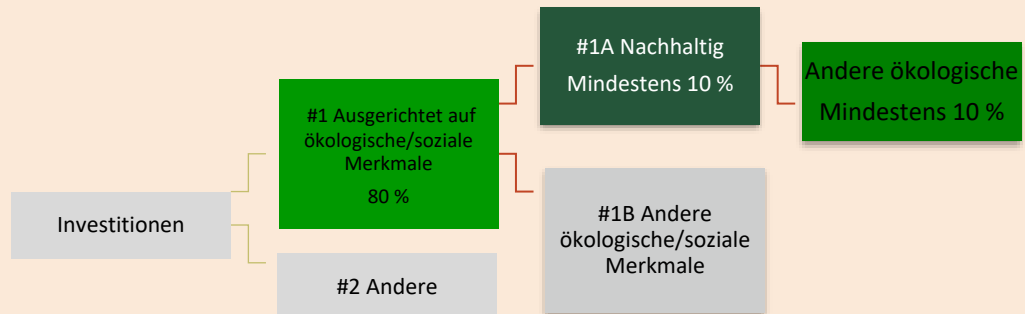 Investitionen
#1 Ausgerichtet auf
ökologische/soziale
Merkmale
80 %
#2 Andere
#1A Nachhaltig
Mindestens 10 %
#1B Andere
ökologische/soziale
Merkmale
Andere ökologische
Mindestens 10 %